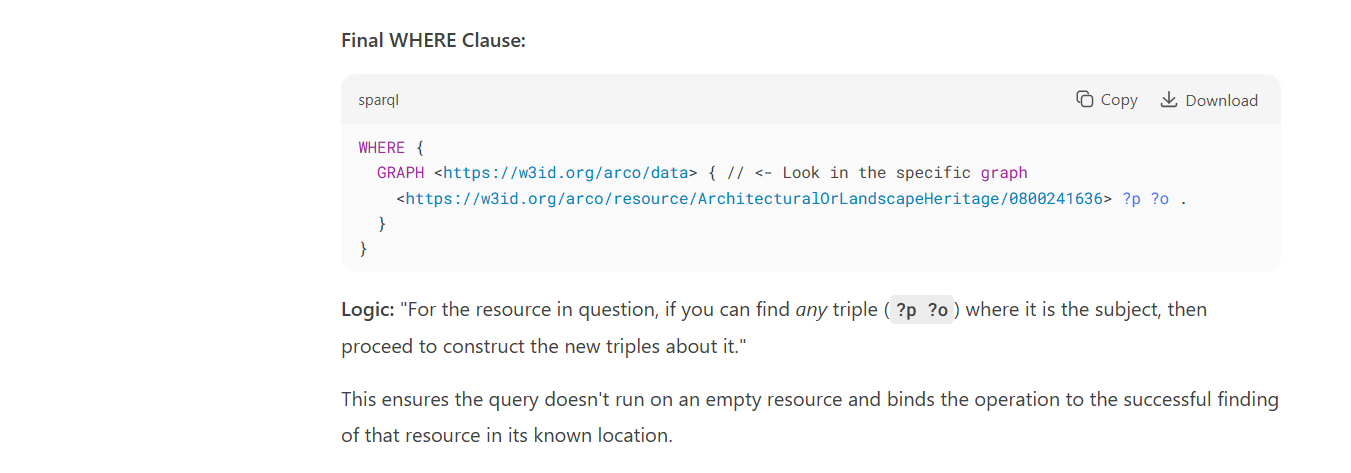 Final WHERE Clause:
sparql
Copy
Download
WHERE {
GRAPH <https://w3id.org/arco/data> { // <- Look in the specific graph
<https://w3id.org/arco/resource/ArchitecturalOrLandscapeHeritage/0800241636> ?p ?o .
}
}
Logic: "For the resource in question, if you can find any triple (?p ?o) where it is the subject, then
proceed to construct the new triples about it."
This ensures the query doesn't run on an empty resource and binds the operation to the successful finding
of that resource in its known location.